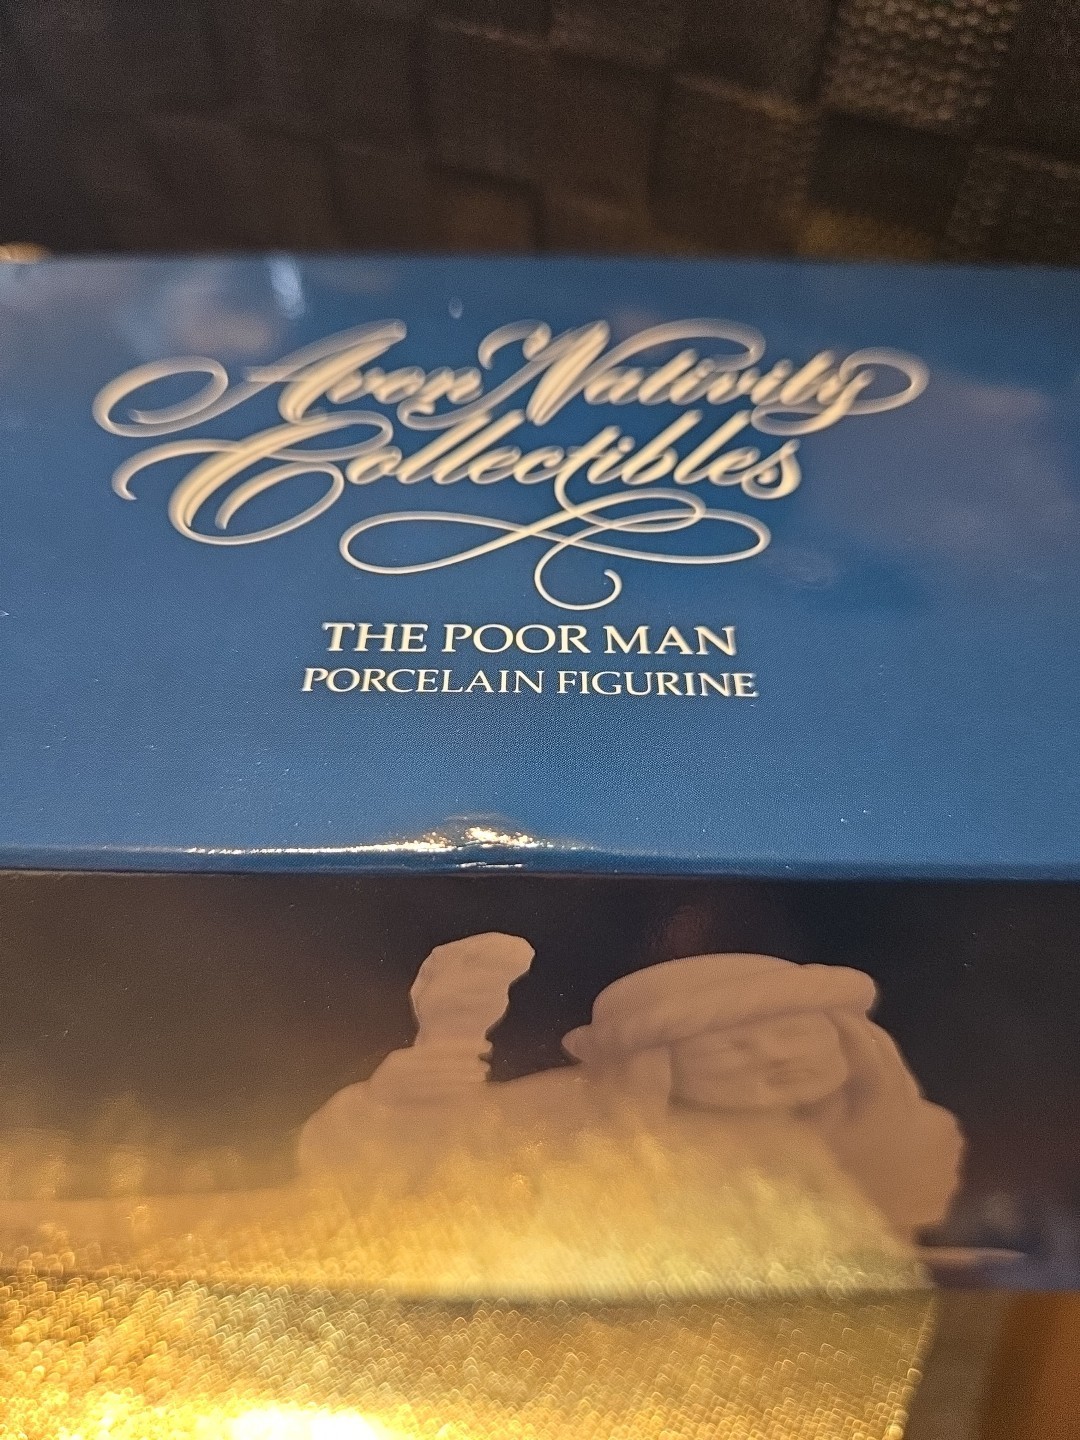 Avon Nativity
Collectibles
THE POOR MAN
PORCELAIN FIGURINE